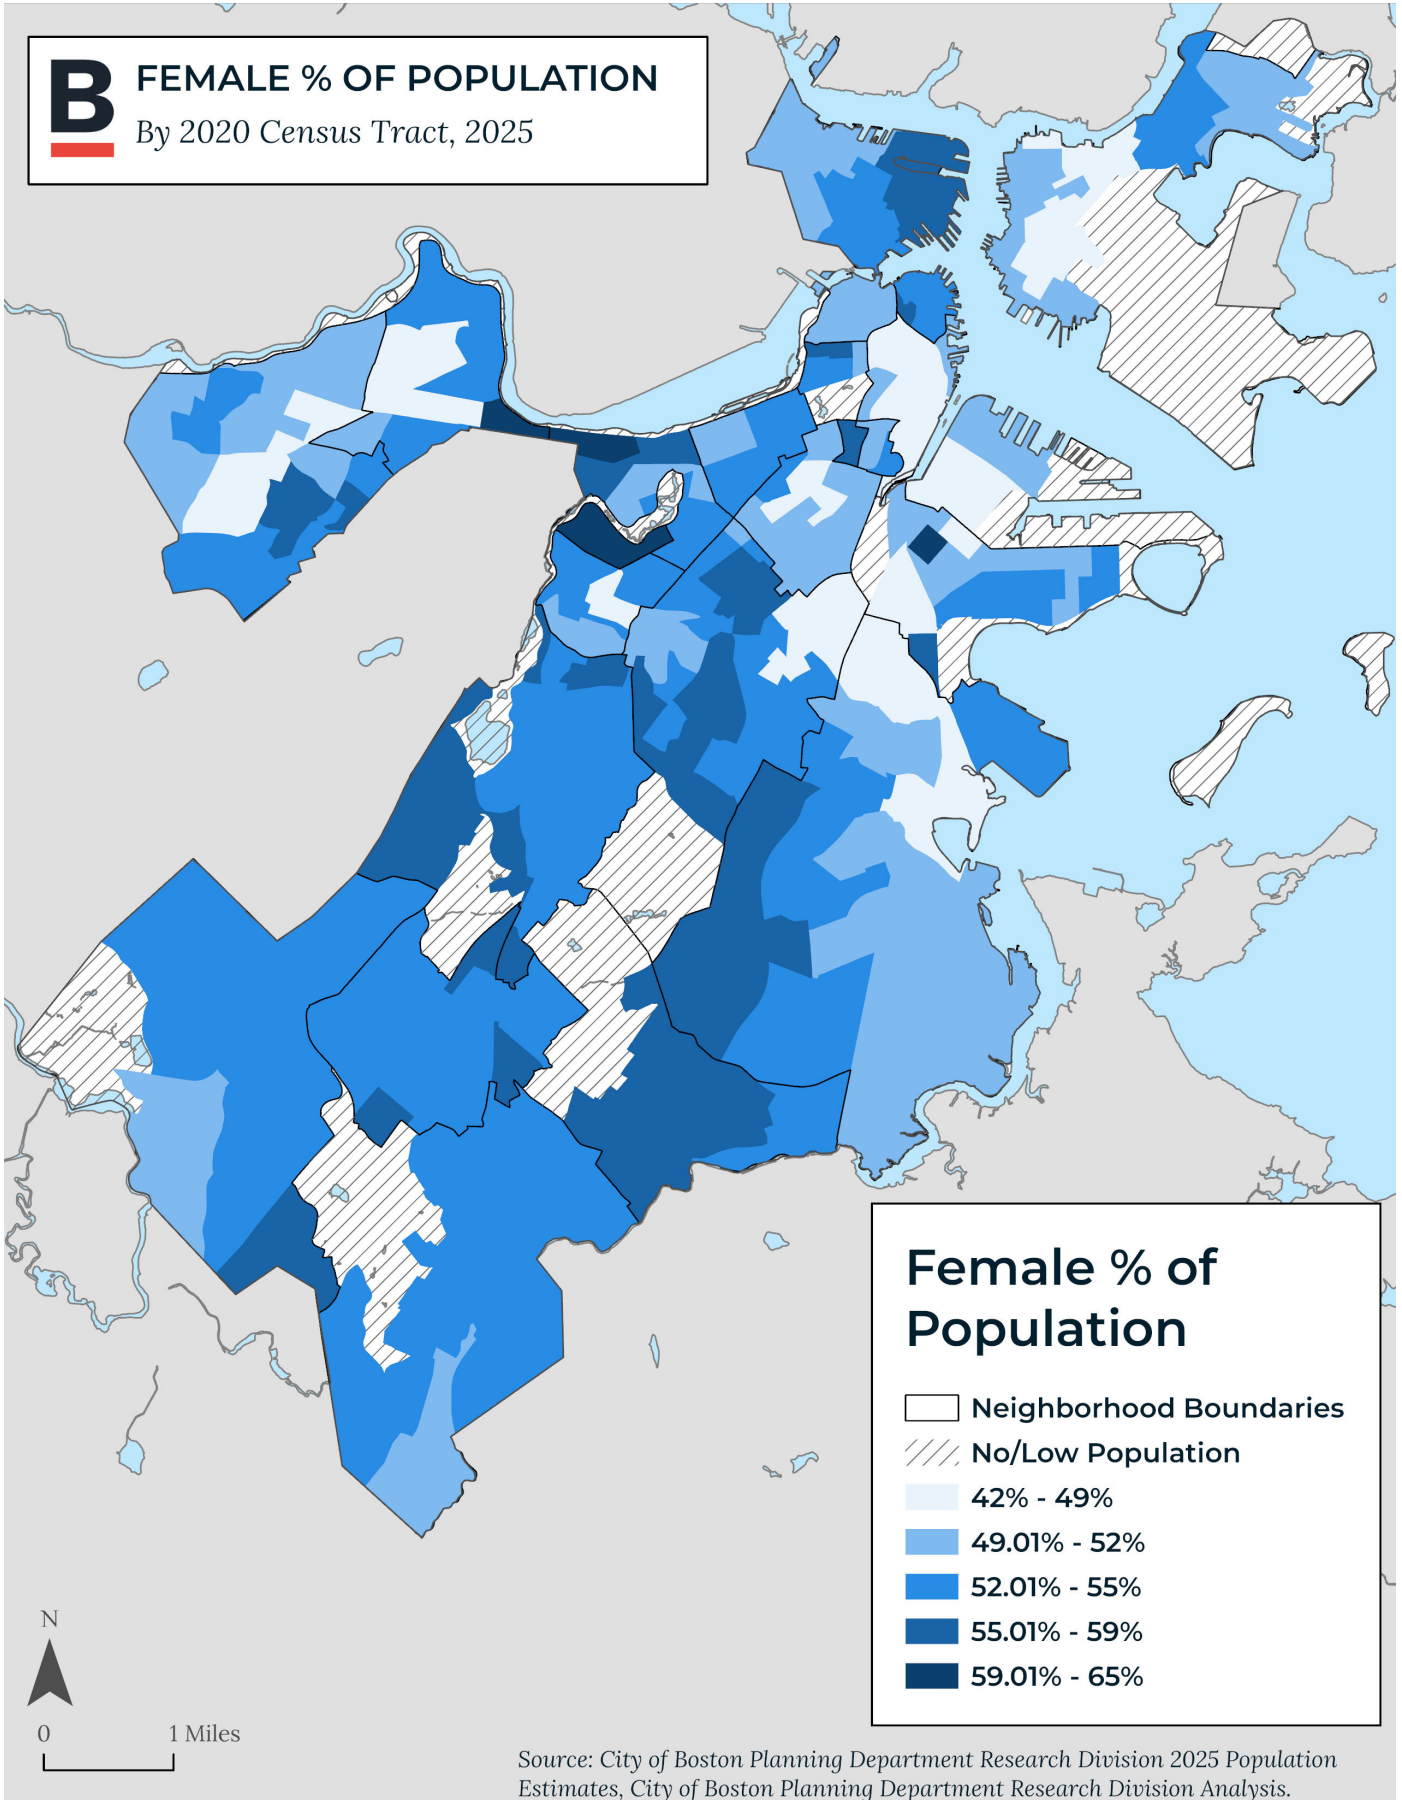 B
FEMALE % OF POPULATION
By 2020 Census Tract, 2025
Female % of
Population
Neighborhood Boundaries
No/Low Population
42% - 49%
49.01% - 52%
52.01% - 55%
55.01% - 59%
59.01% - 65%
N
0 1 Miles
Source: City of Boston Planning Department Research Division 2025 Population
Estimates, City of Boston Planning Department Research Division Analysis.